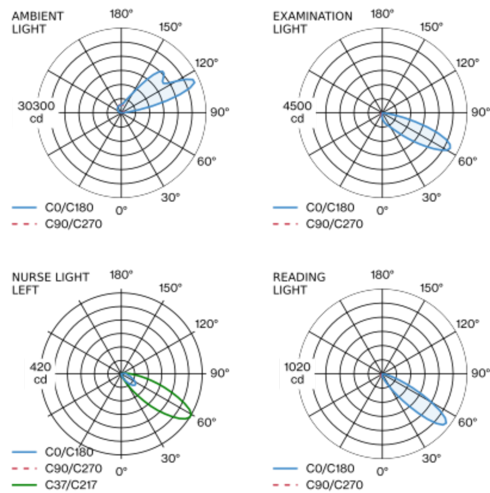 AMBIENT
LIGHT
180°
150°
120°
30300
cd
90°
60°
30°
0°
C0/C180
C90/C270
EXAMINATION
LIGHT
180°
150°
120°
4500
cd
90°
60°
30°
0°
C0/C180
C90/C270
NURSE LIGHT
LEFT
180°
150°
120°
420
cd
90°
60°
30°
0°
C0/C180
C90/C270
C37/C217
READING
LIGHT
180°
150°
120°
1020
cd
90°
60°
30°
0°
C0/C180
C90/C270